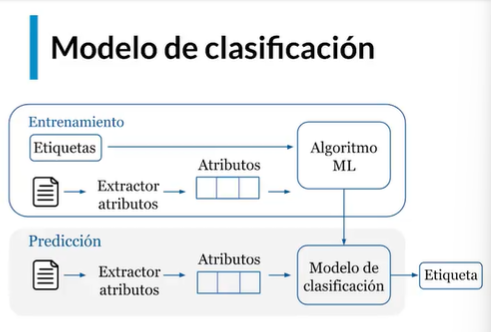 Modelo de clasificación
Entrenamiento
Etiquetas
Algoritmo
ML
Atributos
Extractor
atributos
Predicción
Atributos
Extractor
atributos
Modelo de
clasificación
Etiqueta